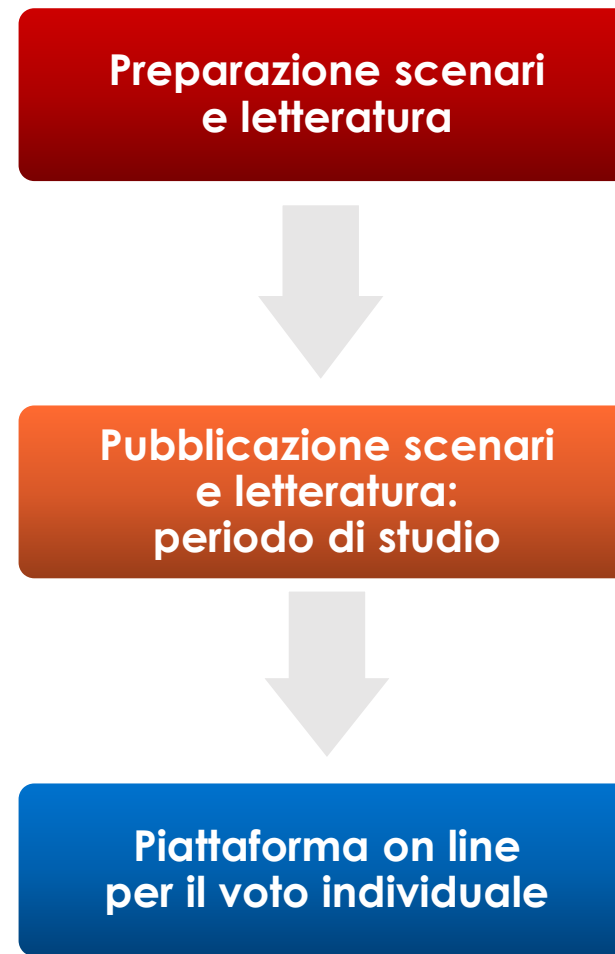 Preparazione scenari
e letteratura
Pubblicazione scenari
e letteratura:
periodo di studio
Piattaforma on line
per il voto individuale